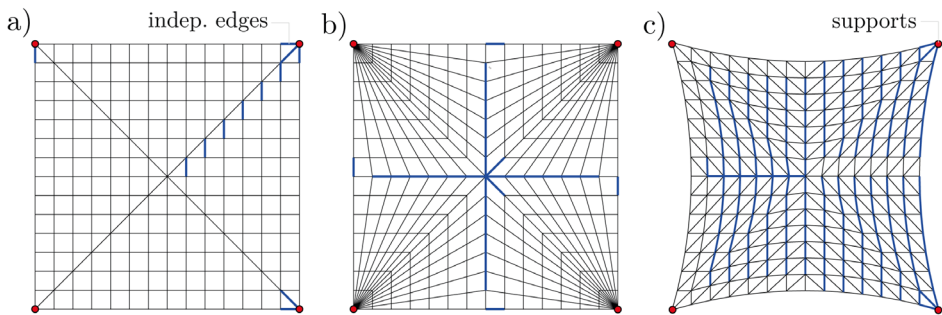 a)
indep. edges
b)
c)
supports